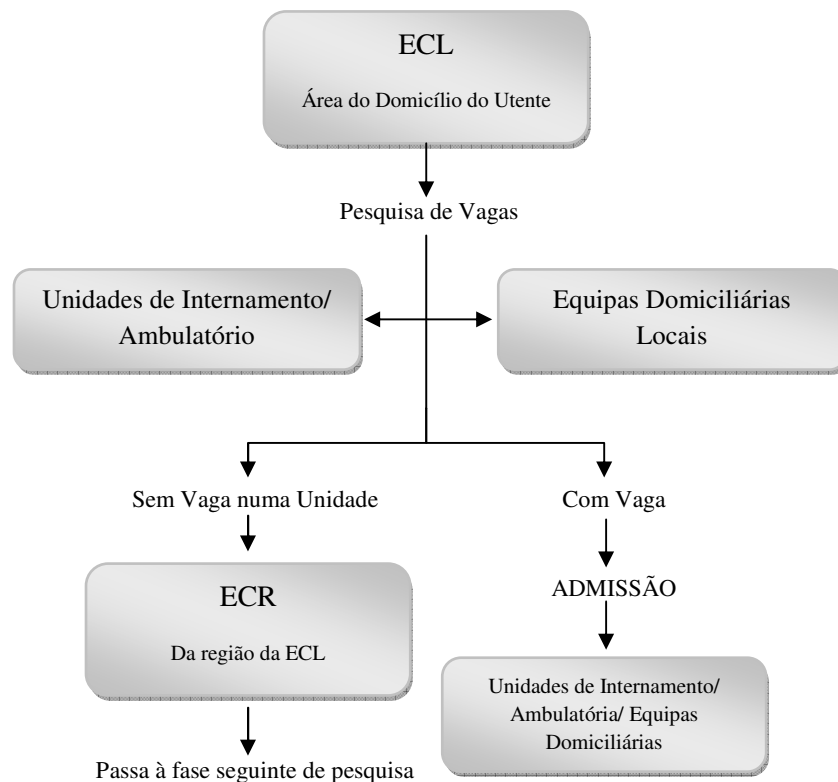 ECL
Área do Domicílio do Utente
Pesquisa de Vagas
Unidades de Internamento/
Ambulatório
Equipas Domiciliárias
Locais
Sem Vaga numa Unidade
Com Vaga
ECR
Da região da ECL
ADMISSÃO
Unidades de Internamento/
Ambulatória/ Equipas
Domiciliárias
Passa à fase seguinte de pesquisa